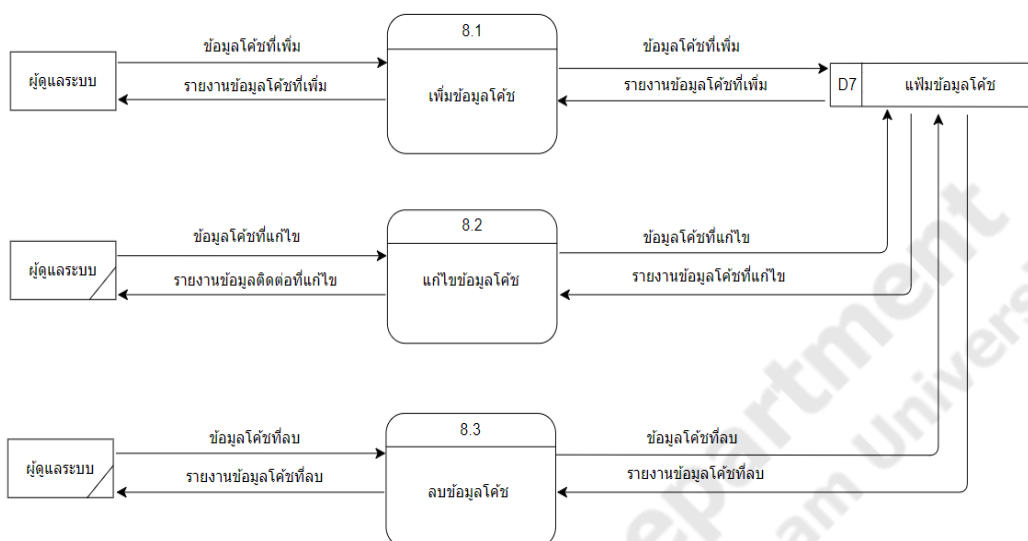 8.1
ข้อมูลโค้ชที่เพิ่ม
ข้อมูลโค้ชที่เพิ่ม
ผู้ดูแลระบบ
รายงานข้อมูลโค้ชที่เพิ่ม
เพิ่มข้อมูลโค้ช
รายงานข้อมูลโค้ชที่เพิ่ม
D7
แฟ้มข้อมูลโค้ช
8.2
ข้อมูลโค้ชที่แก้ไข
ข้อมูลโค้ชที่แก้ไข
ผู้ดูแลระบบ
รายงานข้อมูลติดต่อที่แก้ไข
แก้ไขข้อมูลโค้ช
รายงานข้อมูลโค้ชที่แก้ไข
8.3
ข้อมูลโค้ชที่ลบ
ข้อมูลโค้ชที่ลบ
ผู้ดูแลระบบ
รายงานข้อมูลโค้ชที่ลบ
ลบข้อมูลโค้ช
รายงานข้อมูลโค้ชที่ลบ